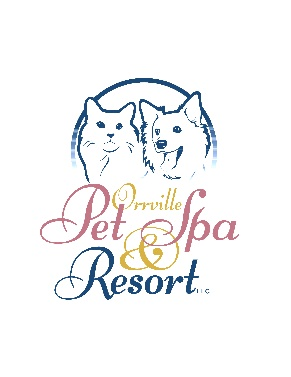 Orrville
Pet Spa
&
Resort LLC